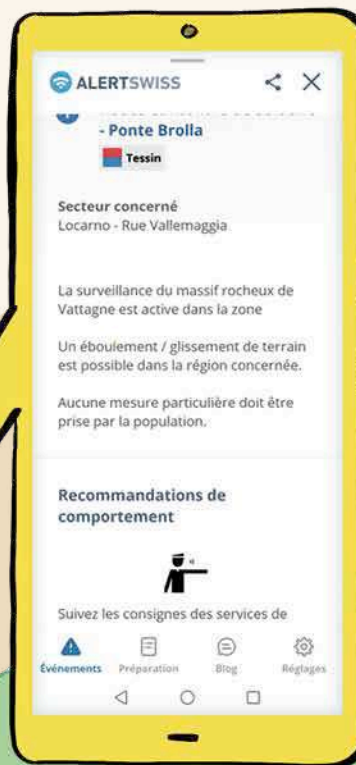 ALERTSWISS
- Ponte Brolla
Tessin
Secteur concerné
Locarno - Rue Vallemaggia
La surveillance du massif rocheux de
Vattagne est active dans la zone
Un éboulement / glissement de terrain
est possible dans la région concernée.
Aucune mesure particulière doit être
prise par la population.
Recommandations de
comportement
Suivez les consignes des services de
Événements
Préparation
Blog
Réglages